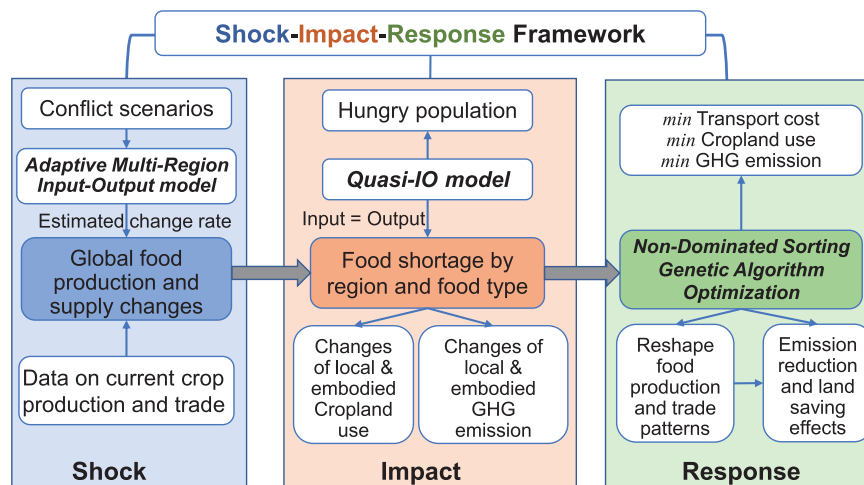 Shock-Impact-Response Framework
Conflict scenarios
Adaptive Multi-Region
Input-Output model
Estimated change rate
Global food
production and
supply changes
Data on current crop
production and trade
Shock
Hungry population
Quasi-IO model
Input = Output
Food shortage by
region and food type
Changes
of local &
embodied
Cropland
use
Changes of
local &
embodied
GHG
emission
Impact
min Transport cost
min Cropland use
min GHG emission
Non-Dominated Sorting
Genetic Algorithm
Optimization
Reshape
food
production
and trade
patterns
Emission
reduction
and land
saving
effects
Response